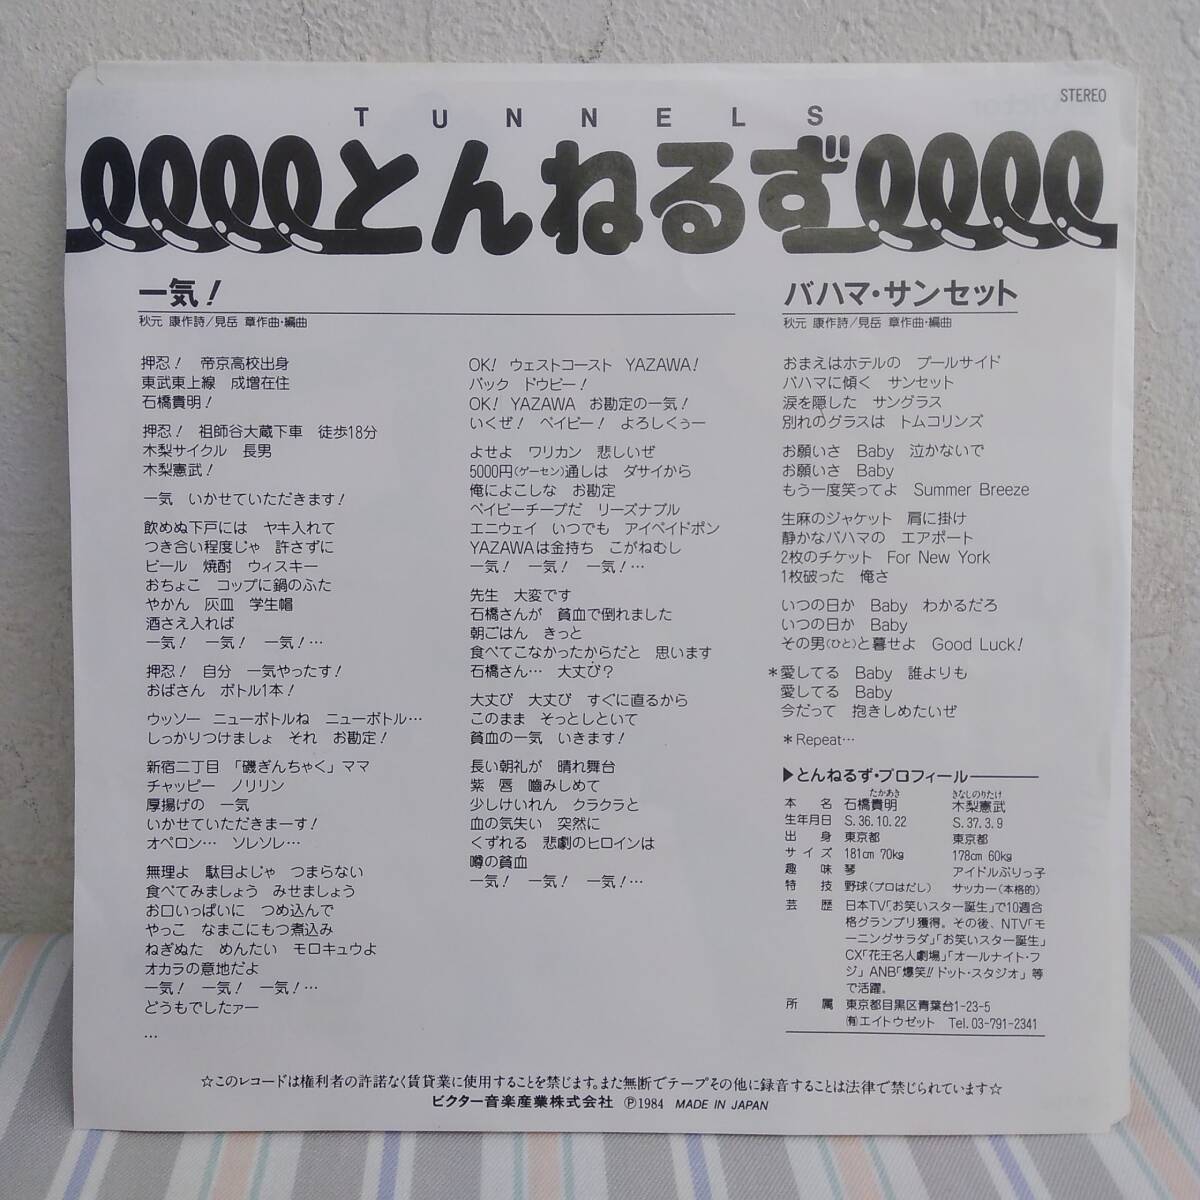 STEREO
TUNNELS
とんねるず
一気！
秋元 康作詩／見岳 章作曲・編曲
押忍！ 帝京高校出身
東武東上線 成増在住
石橋貴明！
押忍！ 祖師谷大蔵下車 徒歩18分
木梨サイクル 長男
木梨憲武！
一気 いかせていただきます！
飲めぬ下戸には ヤキ入れて
つき合い程度じゃ 許さずに
ビール 焼酎 ウィスキー
おちょこ コップに鍋のふた
やかん 灰皿 学生帽
酒さえ入れば
一気！ 一気！ 一気！…
押忍！ 自分 一気やったす！
おばさん ボトル1本！
ウッソー ニューボトルね ニューボトル…
しっかりつけましょ それ お勘定！
新宿二丁目 「磯ぎんちゃく」ママ
チャッピー ノリリン
厚揚げの 一気
いかせていただきまーす！
オペロン… ソレソレ…
無理よ 駄目よじゃ つまらない
食べてみましょう みせましょう
お口いっぱいに つめ込んで
やっこ なまこにもつ煮込み
ねぎぬた めんたい モロキュウよ
オカラの意地だよ
一気！ 一気！ 一気！…
どうもでしたァー
…
OK！ ウェストコースト YAZAWA！
バック ドウビー！
OK！ YAZAWA お勘定の一気！
いくぜ！ ベイビー！ よろしくぅー
よせよ ワリカン 悲しいぜ
5000円(ゲーセン)通しは ダサイから
俺によこしな お勘定
ベイビーチープだ リーズナブル
エニウェイ いつでも アイペイドポン
YAZAWAは金持ち こがねむし
一気！ 一気！ 一気！…
先生 大変です
石橋さんが 貧血で倒れました
朝ごはん きっと
食べてこなかったからだと 思います
石橋さん… 大丈び？
大丈び 大丈び すぐに直るから
このまま そっとしといて
貧血の一気 いきます！
長い朝礼が 晴れ舞台
紫 唇 嚙みしめて
少しけいれん クラクラと
血の気失い 突然に
くずれる 悲劇のヒロインは
噂の貧血
一気！ 一気！ 一気！…
バハマ・サンセット
秋元 康作詩／見岳 章作曲・編曲
おまえはホテルの プールサイド
バハマに傾く サンセット
涙を隠した サングラス
別れのグラスは トムコリンズ
お願いさ Baby 泣かないで
お願いさ Baby
もう一度笑ってよ Summer Breeze
生麻のジャケット 肩に掛け
静かなバハマの エアポート
2枚のチケット For New York
1枚破った 俺さ
いつの日か Baby わかるだろ
いつの日か Baby
その男(ひと)と暮せよ Good Luck！
＊愛してる Baby 誰よりも
愛してる Baby
今だって 抱きしめたいぜ
＊Repeat…
▶とんねるず・プロフィール
たかあき きなしのりたけ
本名 石橋貴明 木梨憲武
生年月日 S.36.10.22 S.37.3.9
出身 東京都 東京都
サイズ 181cm 70kg 178cm 60kg
趣味 琴 アイドルぶりっ子
特技 野球(プロはだし) サッカー(本格的)
芸歴 日本TV「お笑いスター誕生」で10週合
格グランプリ獲得。その後、NTV「モ
ーニングサラダ」「お笑いスター誕生」
CX「花王名人劇場」「オールナイト・フ
ジ」ANB「爆笑!!ドット・スタジオ」等
で活躍。
所属 東京都目黒区青葉台1-23-5
㈲エイトウゼット Tel.03-791-2341
☆このレコードは権利者の許諾なく賃貸業に使用することを禁じます。また無断でテープその他に録音することは法律で禁じられています☆
ビクター音楽産業株式会社 ℗1984 MADE IN JAPAN